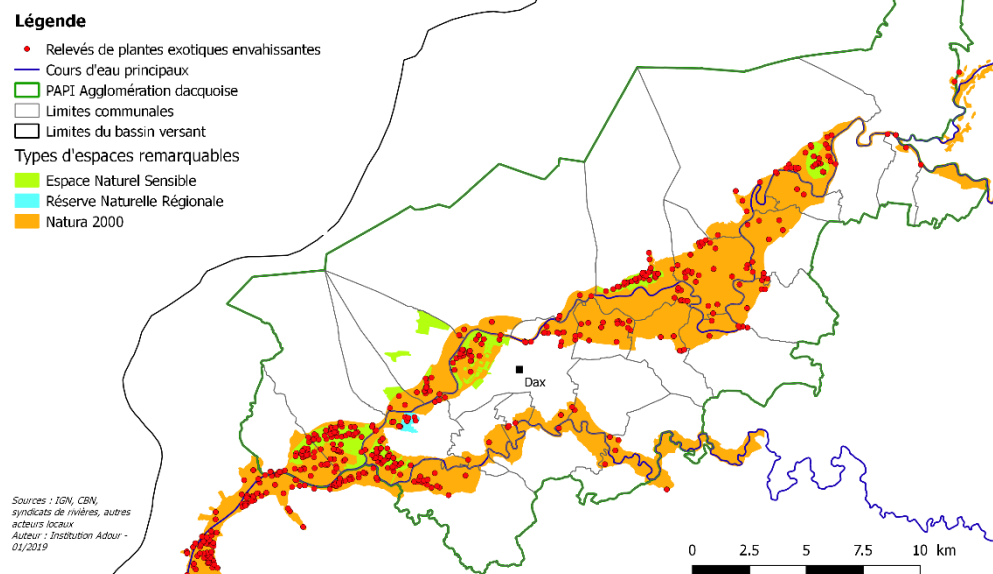 Légende
Relevés de plantes exotiques envahissantes
Cours d'eau principaux
PAPI Agglomération dacquoise
Limites communales
Limites du bassin versant
Types d'espaces remarquables
Espace Naturel Sensible
Réserve Naturelle Régionale
Natura 2000
Dax
Sources : IGN, CBN,
syndicats de rivières, autres
acteurs locaux
Auteur : Institution Adour -
01/2019
0 2.5 5 7.5 10 km